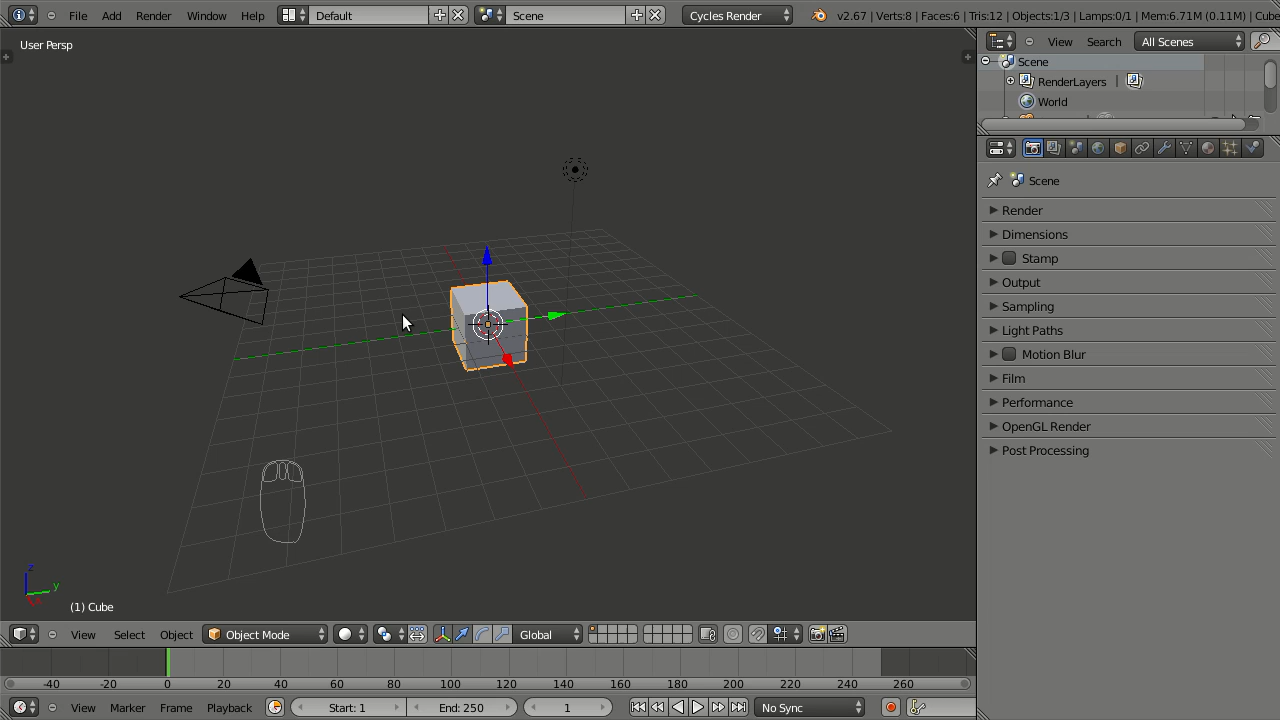 File Add Render Window Help Default Scene Cycles Render v2.67 | Verts:8 | Faces:6 | Tris:12 | Objects:1/3 | Lamps:0/1 | Mem:6.71M (0.11M) | Cube
User Persp
View Search All Scenes
Scene
RenderLayers |
World
Scene
Render
Dimensions
Stamp
Output
Sampling
Light Paths
Motion Blur
Film
Performance
OpenGL Render
Post Processing
z
y
x
(1) Cube
View Select Object Object Mode Global
-40 -20 0 20 40 60 80 100 120 140 160 180 200 220 240 260
View Marker Frame Playback Start: 1 End: 250 1 No Sync